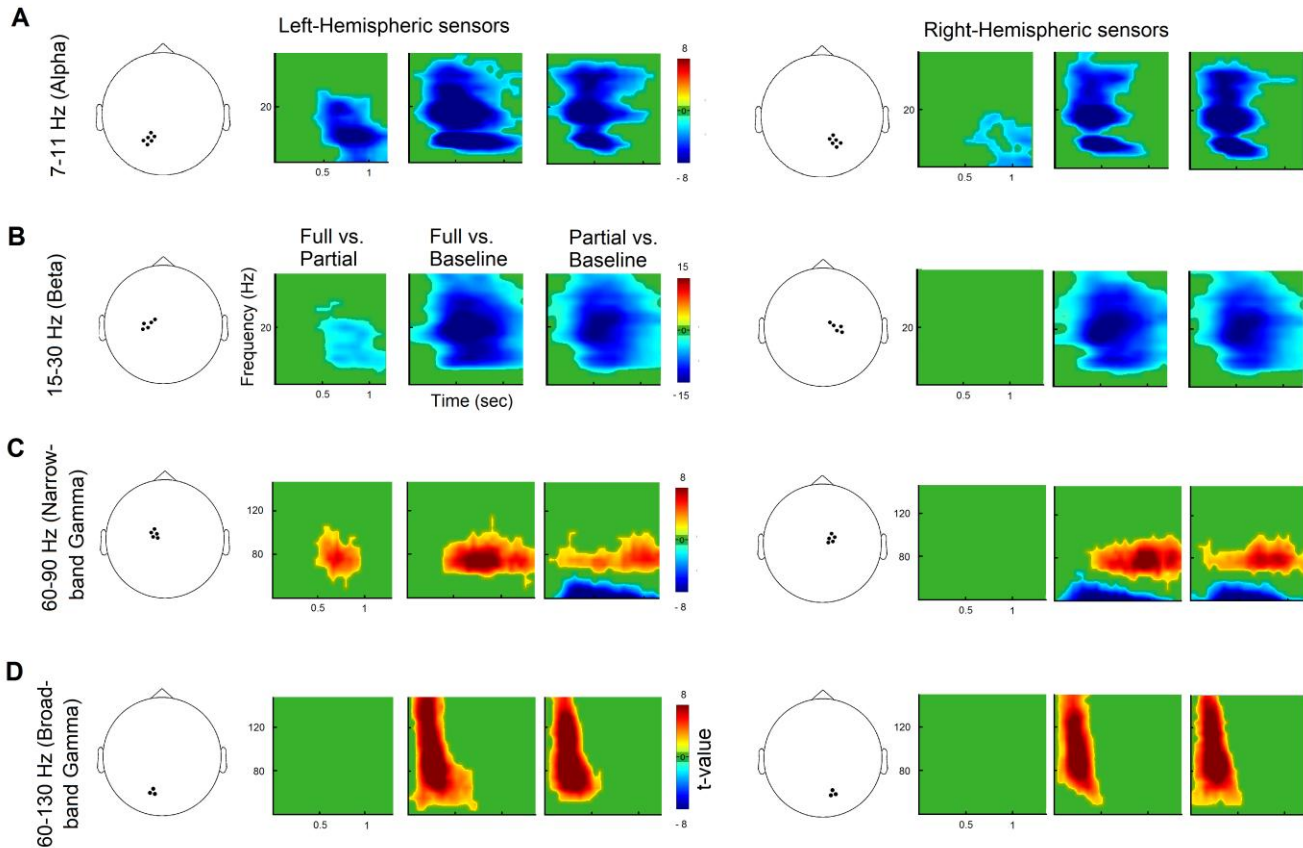 A
Left-Hemispheric sensors
Right-Hemispheric sensors
7-11 Hz (Alpha)
20
0.5
1
8
0
- 8
20
0.5
1
B
15-30 Hz (Beta)
Full vs.
Partial
Full vs.
Baseline
Partial vs.
Baseline
Frequency (Hz)
20
0.5
1
Time (sec)
15
0
- 15
20
0.5
1
C
60-90 Hz (Narrow-
band Gamma)
120
80
0.5
1
8
0
- 8
120
80
0.5
1
D
60-130 Hz (Broad-
band Gamma)
120
80
0.5
1
8
0
- 8
t-value
120
80
0.5
1